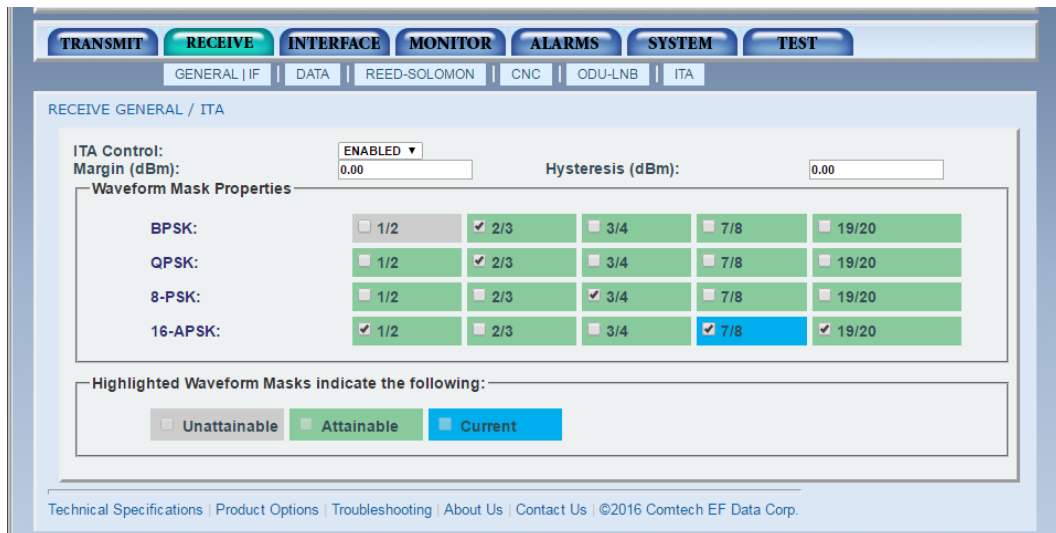 TRANSMIT RECEIVE INTERFACE MONITOR ALARMS SYSTEM TEST
GENERAL | IF | DATA | REED-SOLOMON | CNC | ODU-LNB | ITA
RECEIVE GENERAL / ITA
ITA Control: ENABLED
Margin (dBm): 0.00 Hysteresis (dBm): 0.00
Waveform Mask Properties
BPSK: 1/2 2/3 3/4 7/8 19/20
QPSK: 1/2 2/3 3/4 7/8 19/20
8-PSK: 1/2 2/3 3/4 7/8 19/20
16-APSK: 1/2 2/3 3/4 7/8 19/20
Highlighted Waveform Masks indicate the following:
Unattainable Attainable Current
Technical Specifications | Product Options | Troubleshooting | About Us | Contact Us | ©2016 Comtech EF Data Corp.